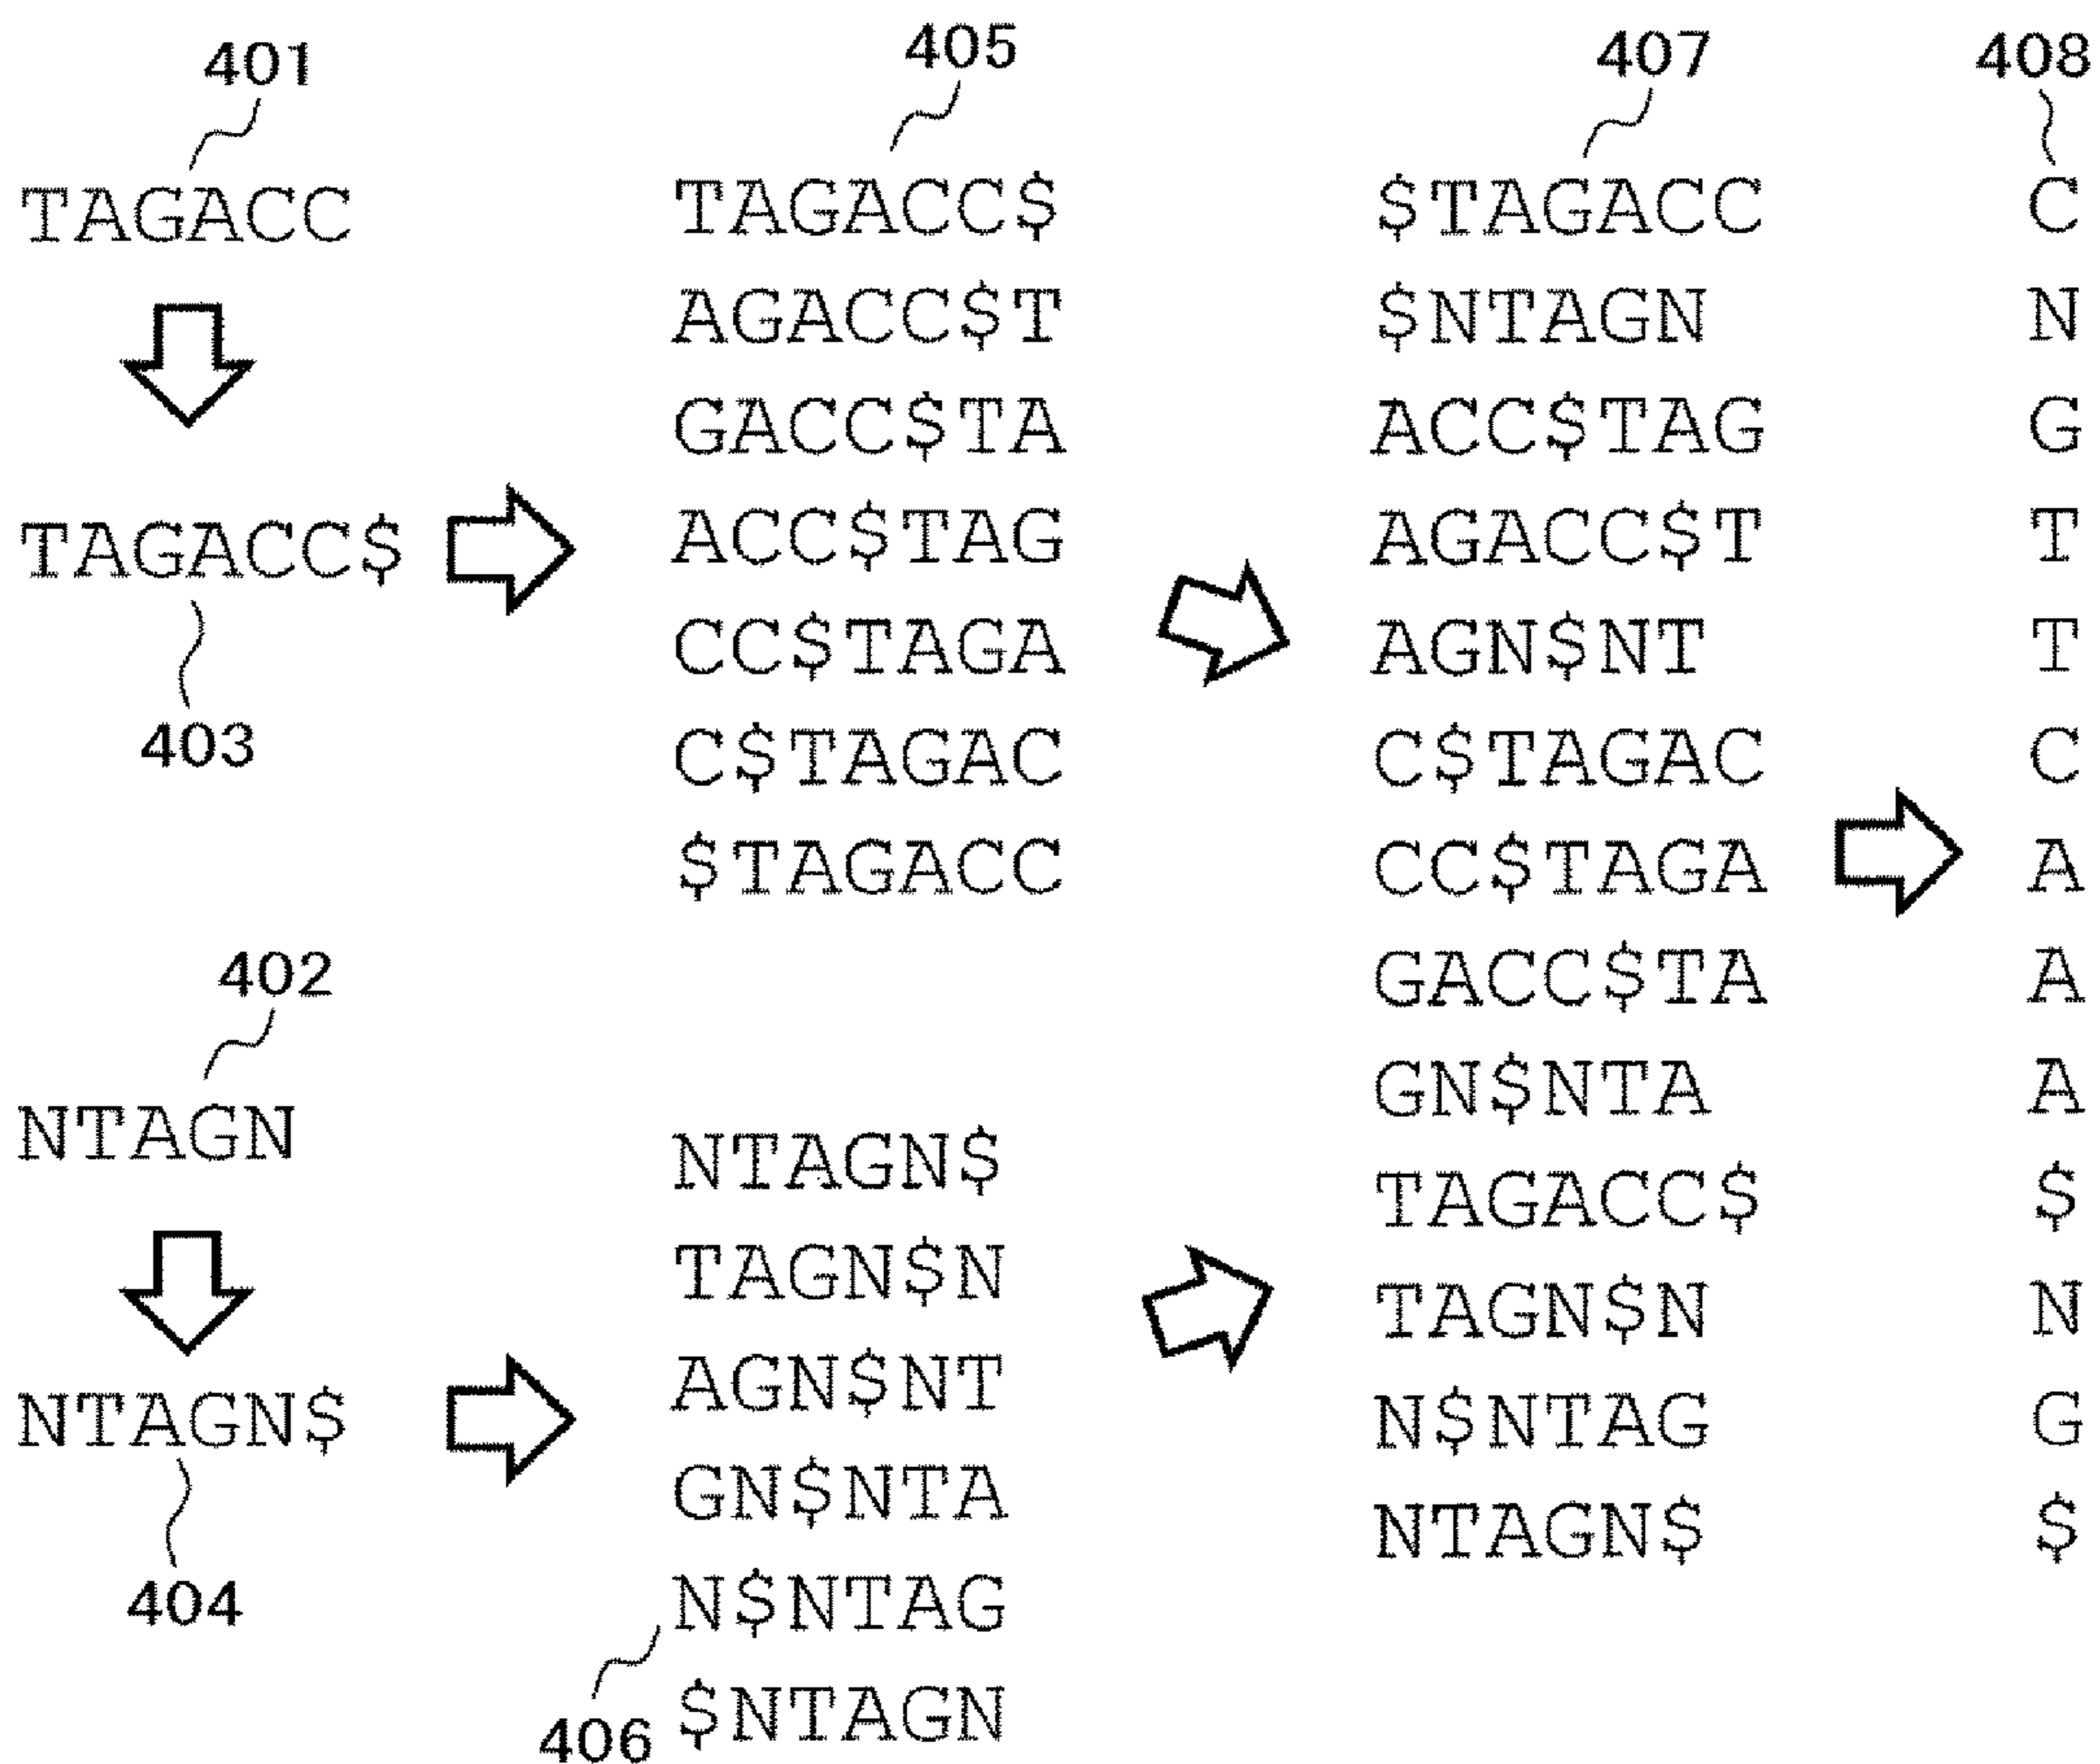 401
TAGACC
TAGACC$
403
402
NTAGN
NTAGN$
404
405
TAGACC$
AGACC$T
GACC$TA
ACC$TAG
CC$TAGA
C$TAGAC
$TAGACC
NTAGN$
TAGN$N
AGN$NT
GN$NTA
N$NTAG
$NTAGN
406
407
$TAGACC
$NTAGN
ACC$TAG
AGACC$T
AGN$NT
C$TAGAC
CC$TAGA
GACC$TA
GN$NTA
TAGACC$
TAGN$N
N$NTAG
NTAGN$
408
C
N
G
T
T
C
A
A
A
$
N
G
$